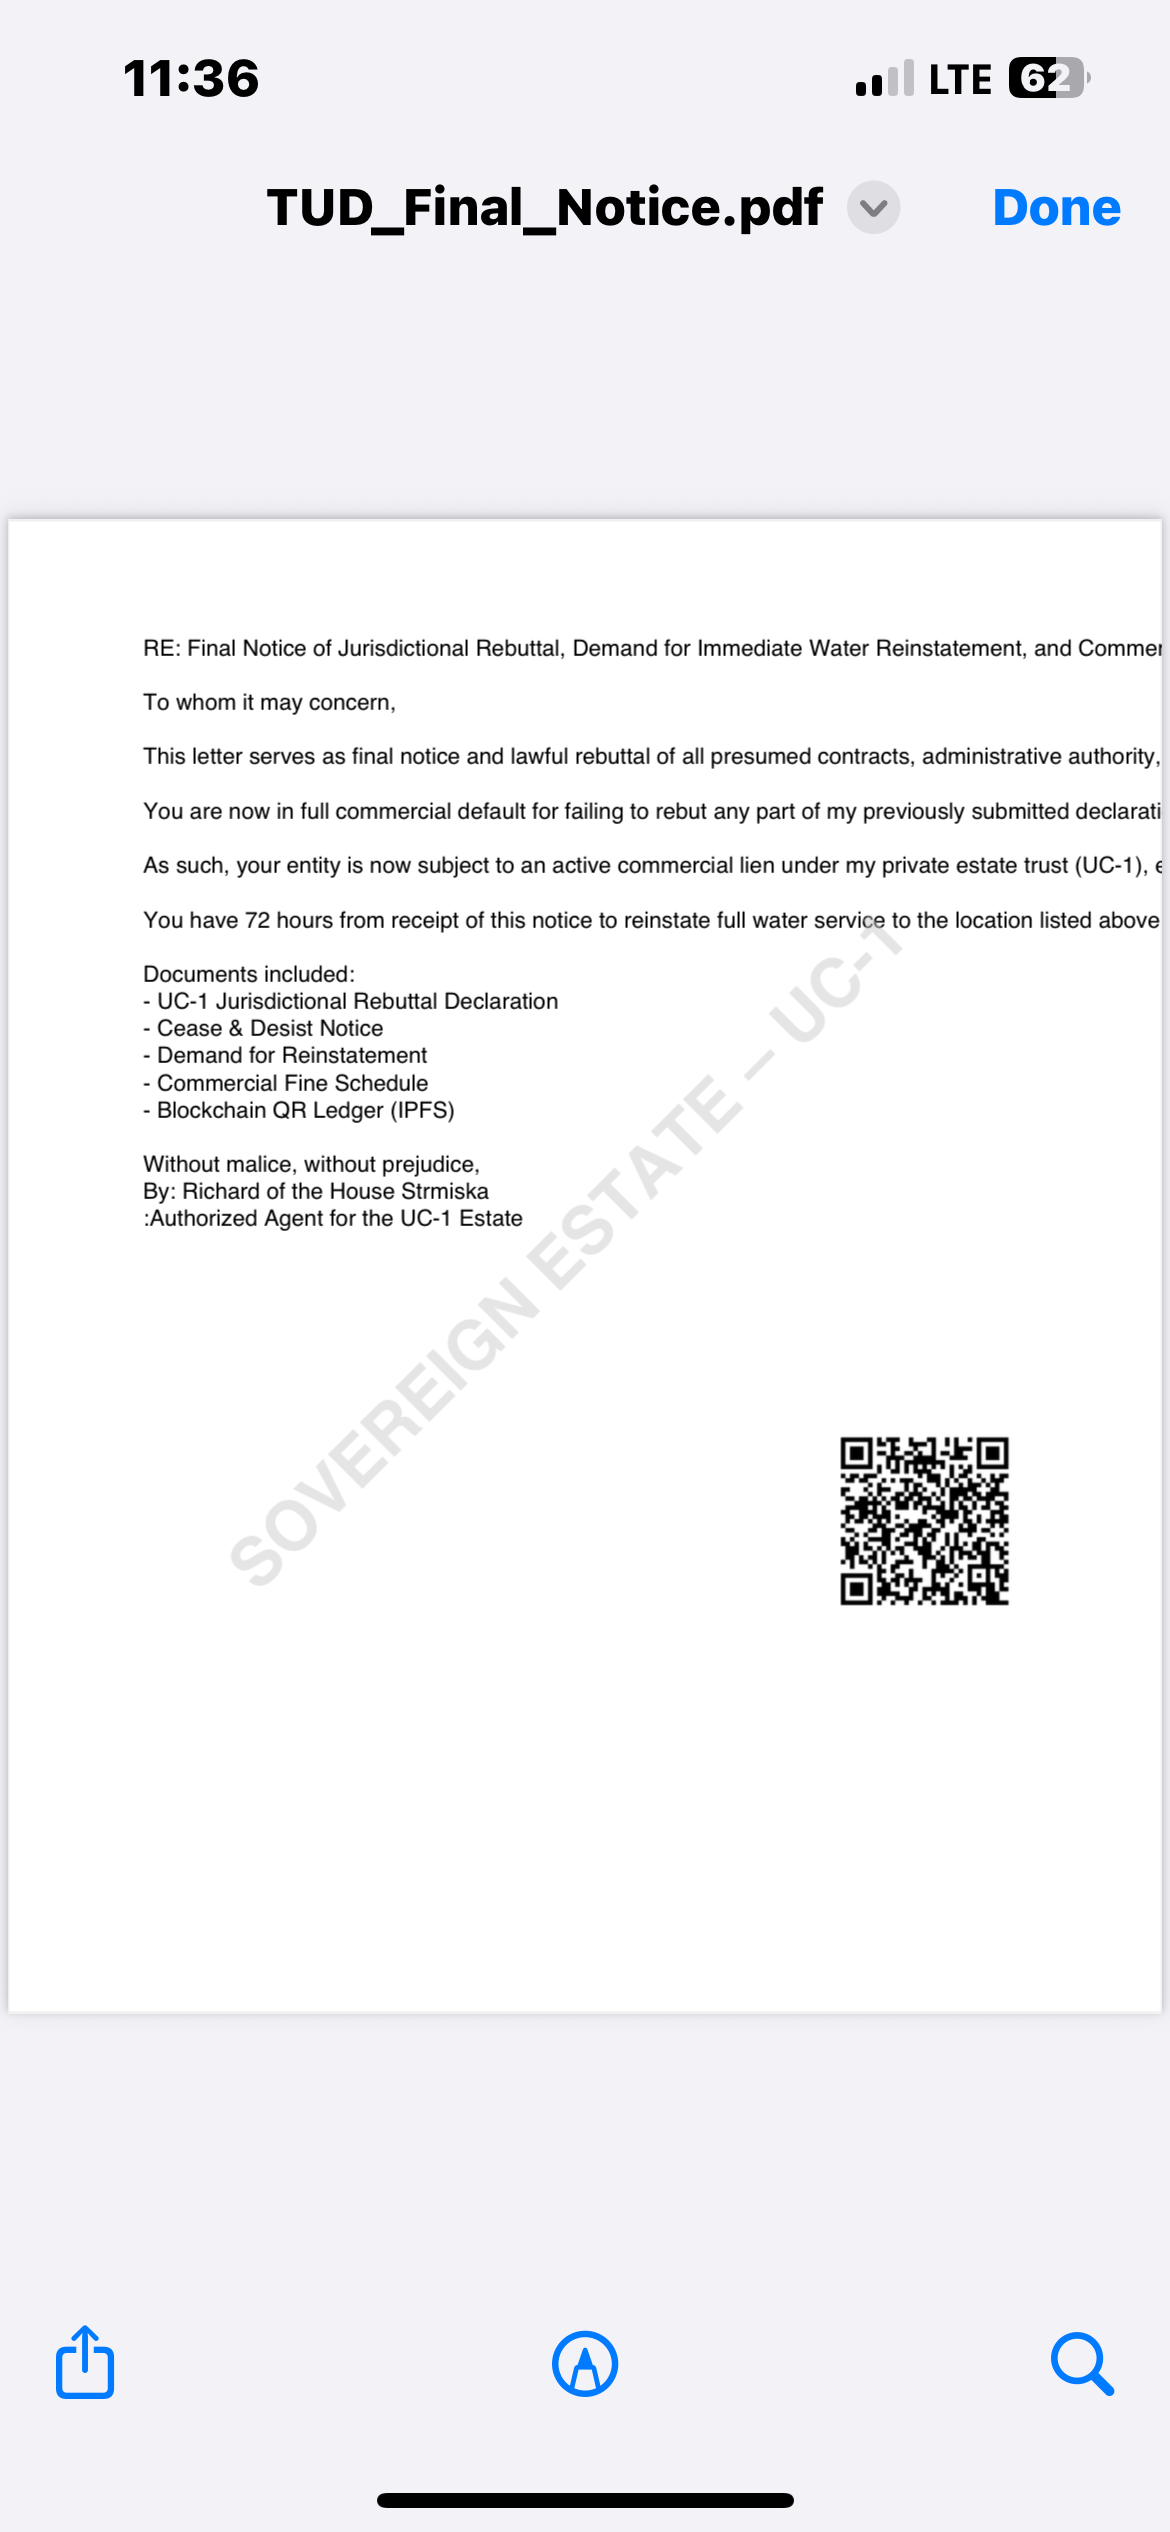 11:36
LTE 62
TUD_Final_Notice.pdf
Done
RE: Final Notice of Jurisdictional Rebuttal, Demand for Immediate Water Reinstatement, and Commer
To whom it may concern,
This letter serves as final notice and lawful rebuttal of all presumed contracts, administrative authority,
You are now in full commercial default for failing to rebut any part of my previously submitted declarati
As such, your entity is now subject to an active commercial lien under my private estate trust (UC-1), e
You have 72 hours from receipt of this notice to reinstate full water service to the location listed above
Documents included:
- UC-1 Jurisdictional Rebuttal Declaration
- Cease & Desist Notice
- Demand for Reinstatement
- Commercial Fine Schedule
- Blockchain QR Ledger (IPFS)
Without malice, without prejudice,
By: Richard of the House Strmiska
:Authorized Agent for the UC-1 Estate
SOVEREIGN ESTATE – UC-1